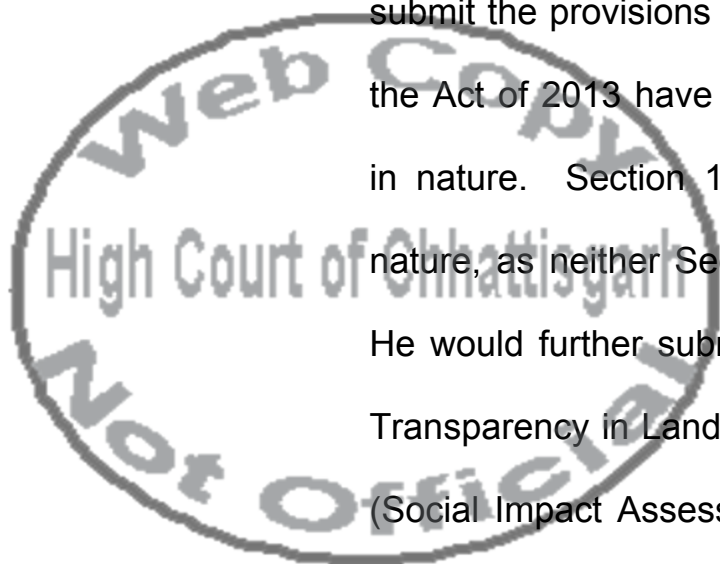 submit the provisions
the Act of 2013 have
in nature. Section 1
nature, as neither Se
He would further subm
Transparency in Land
(Social Impact Assess
Web Copy
High Court of Chhattisgarh
Not Official